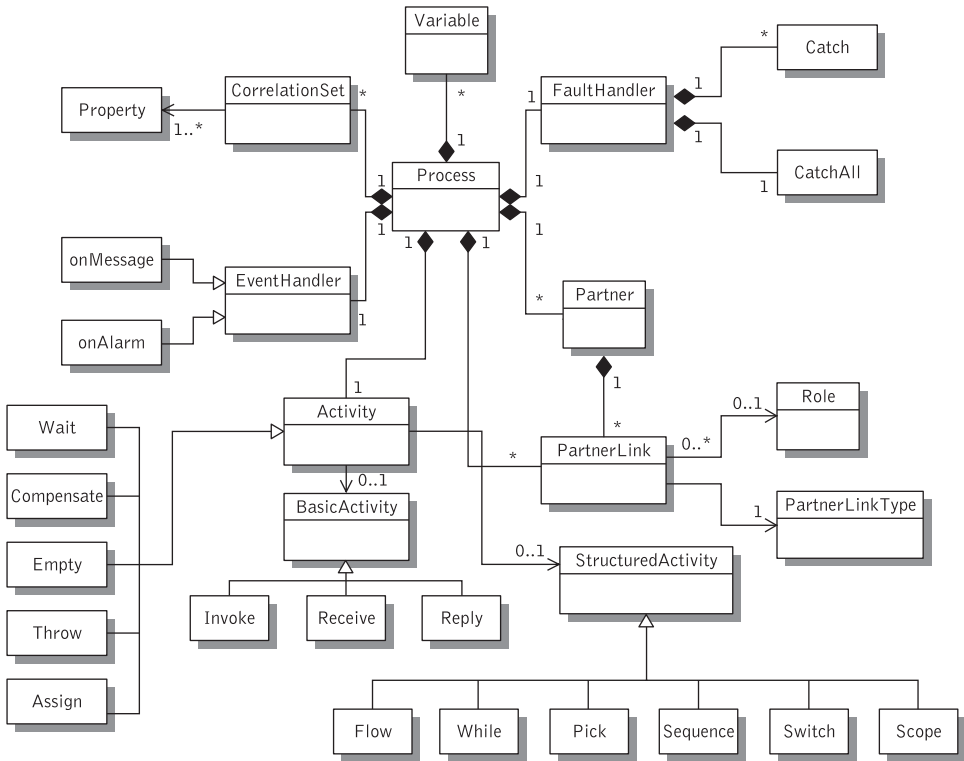 Variable
*
1
Catch
*
1
FaultHandler
1
CorrelationSet
*
Property
1..*
1
CatchAll
1
Process
1
1
1
1
1
1
onMessage
EventHandler
1
onAlarm
Partner
*
1
1
Activity
Role
0..1
0..*
*
PartnerLink
*
PartnerLinkType
1
Wait
Compensate
Empty
Throw
Assign
0..1
BasicActivity
0..1
StructuredActivity
Invoke
Receive
Reply
Flow
While
Pick
Sequence
Switch
Scope